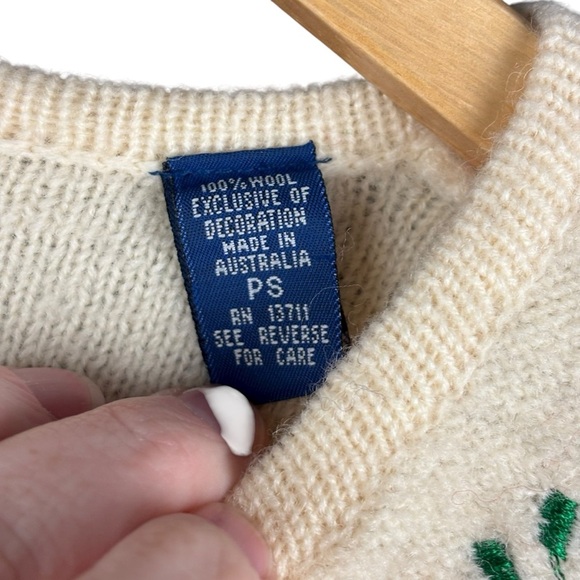 100% WOOL
EXCLUSIVE OF
DECORATION
MADE IN
AUSTRALIA
PS
RN 13711
SEE REVERSE
FOR CARE